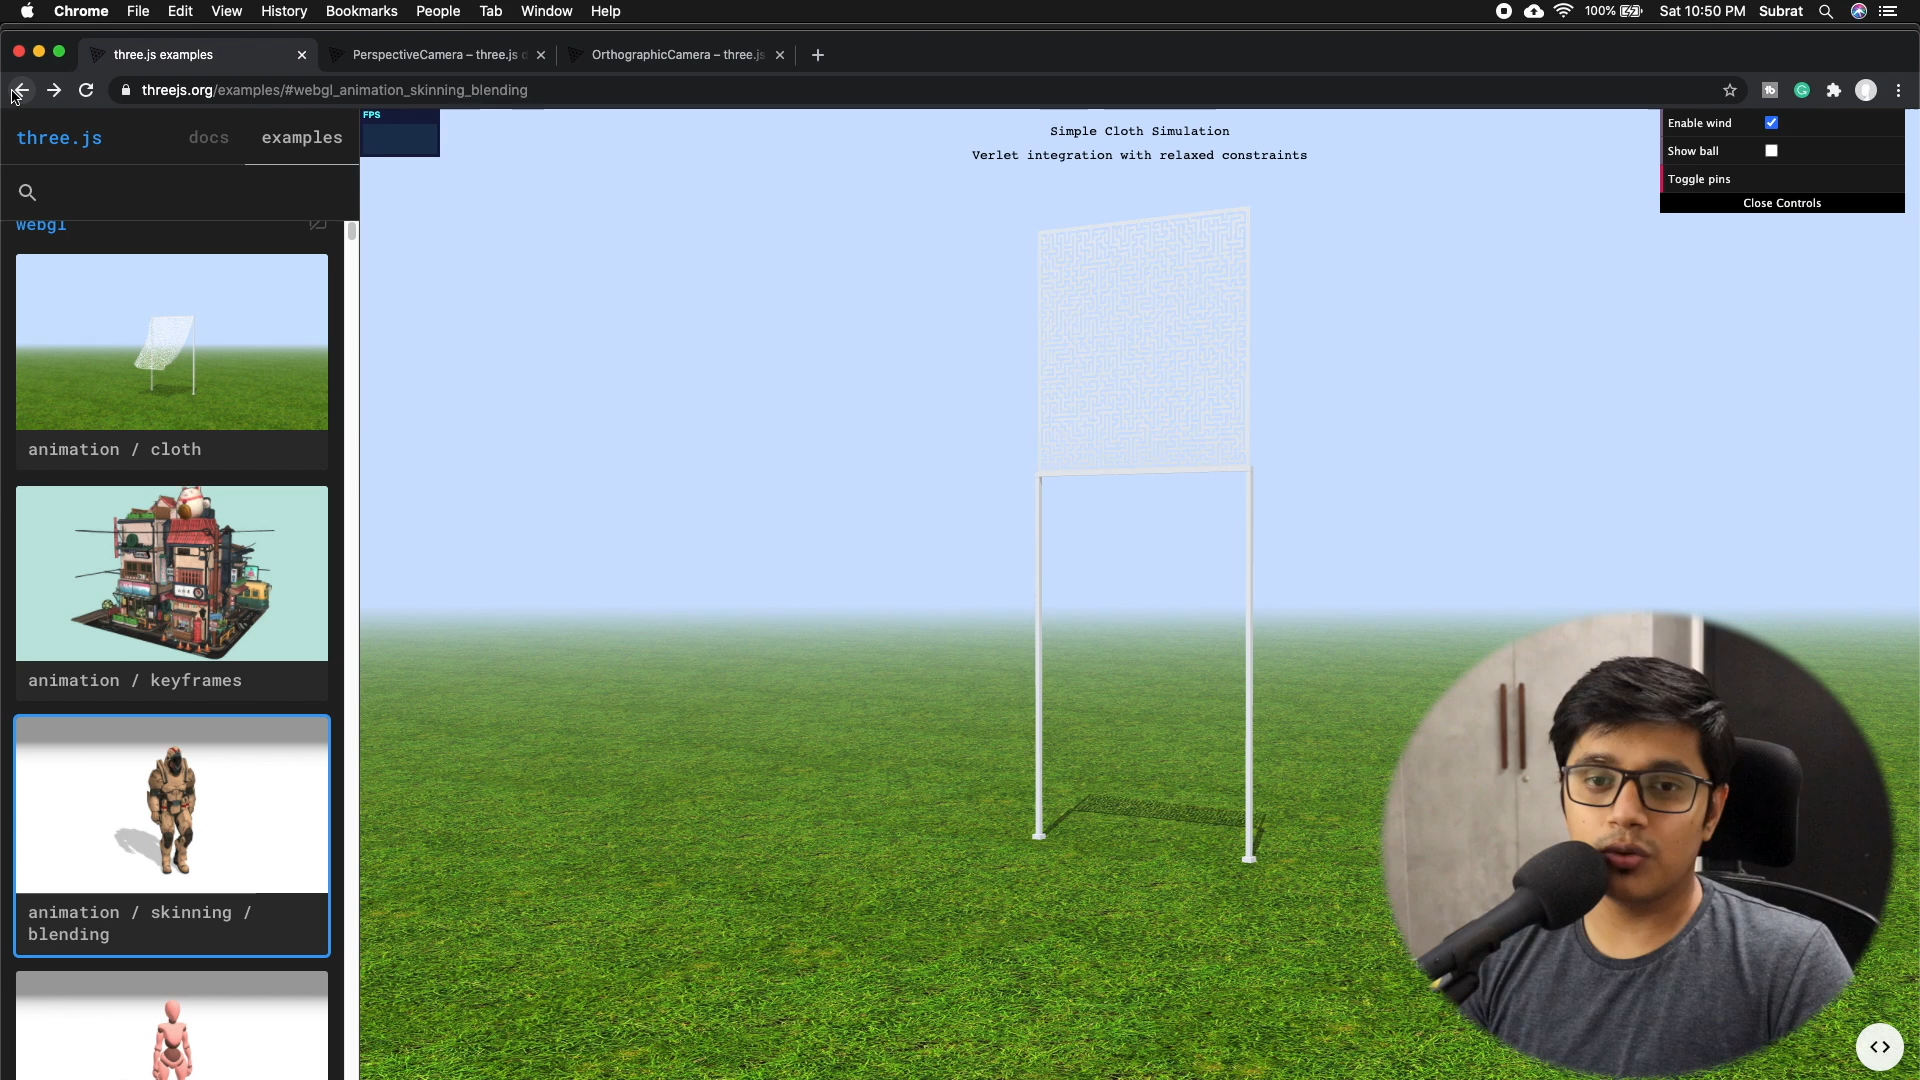 Chrome File Edit View History Bookmarks People Tab Window Help
100% Sat 10:50 PM Subrat
three.js examples
PerspectiveCamera – three.js d
OrthographicCamera – three.js
threejs.org/examples/#webgl_animation_skinning_blending
three.js docs examples
webgl
animation / cloth
animation / keyframes
animation / skinning /
blending
FPS
Simple Cloth Simulation
Verlet integration with relaxed constraints
Enable wind
Show ball
Toggle pins
Close Controls